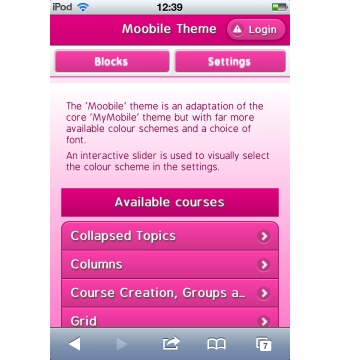 iPod 12:39
Moobile Theme Login
Blocks Settings
The 'Moobile' theme is an adaptation of the
core 'MyMobile' theme but with far more
available colour schemes and a choice of
font.
An interactive slider is used to visually select
the colour scheme in the settings.
Available courses
Collapsed Topics
Columns
Course Creation, Groups a...
Grid
7